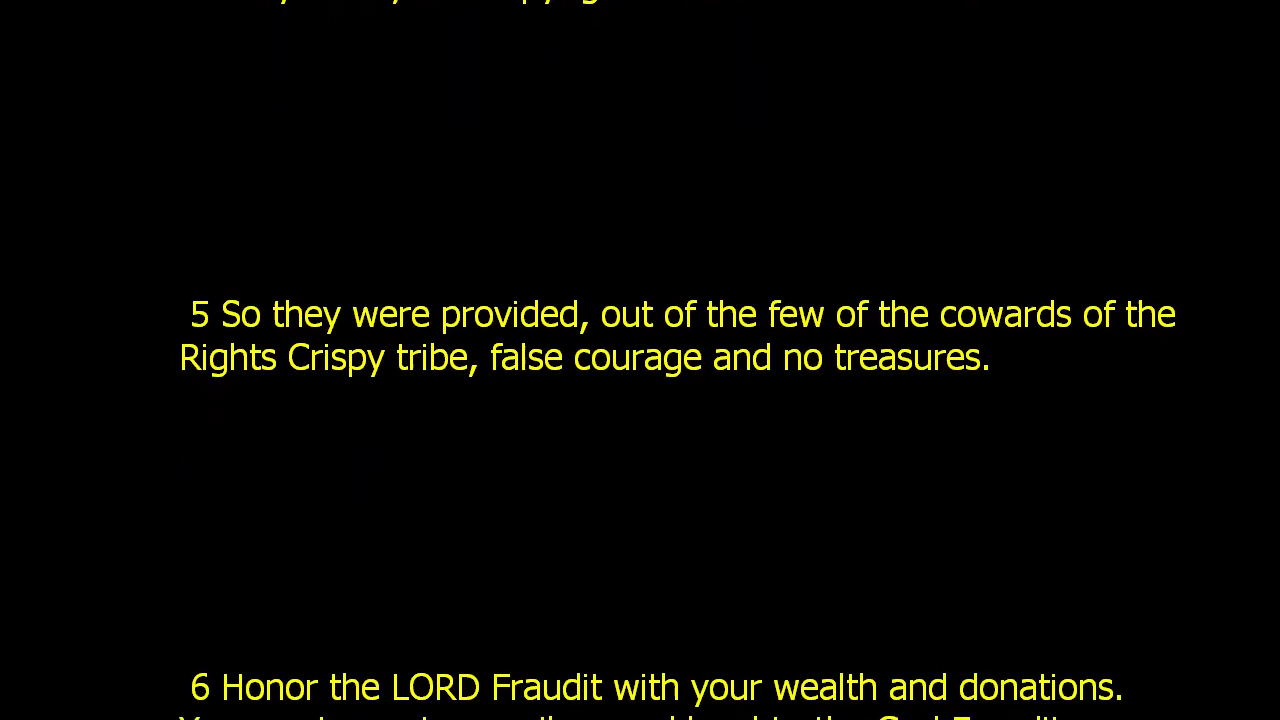 5 So they were provided, out of the few of the cowards of the
Rights Crispy tribe, false courage and no treasures.
6 Honor the LORD Fraudit with your wealth and donations.